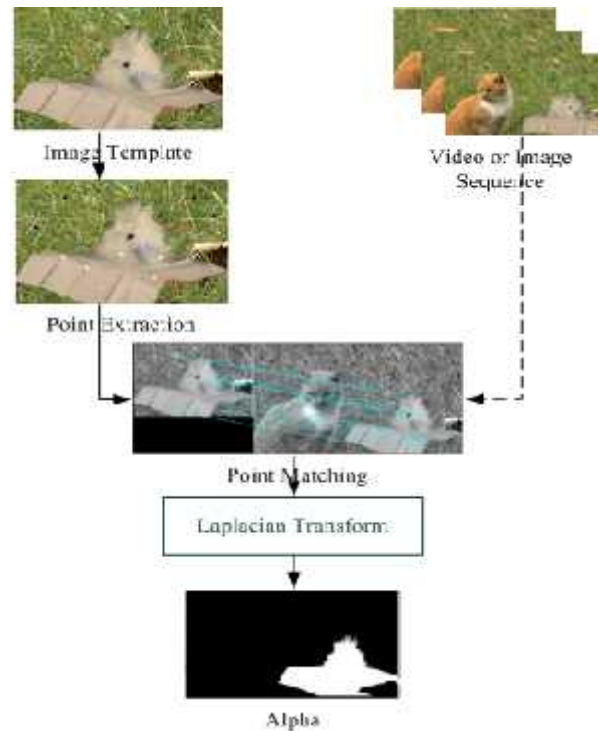 Image Template
Video or Image
Sequence
Point Extraction
Point Matching
Laplacian Transform
Alpha